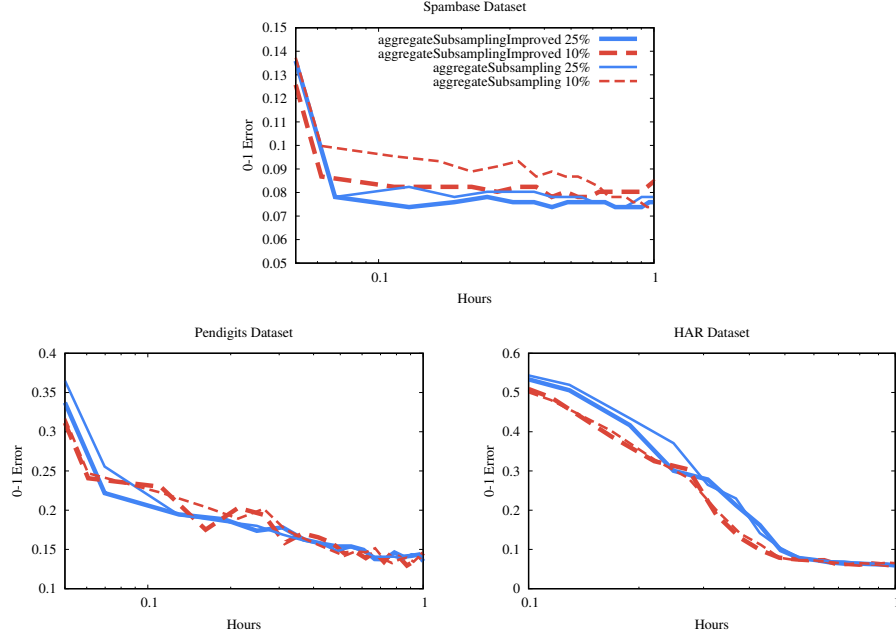 Spambase Dataset
0.15
0.14
0.13
0.12
0.11
0.1
0.09
0.08
0.07
0.06
0.05
0-1 Error
aggregateSubsamplingImproved 25%
aggregateSubsamplingImproved 10%
aggregateSubsampling 25%
aggregateSubsampling 10%
0.1
1
Hours
Pendigits Dataset
0.4
0.35
0.3
0.25
0.2
0.15
0.1
0-1 Error
0.1
1
Hours
HAR Dataset
0.6
0.5
0.4
0.3
0.2
0.1
0
0-1 Error
0.1
1
Hours